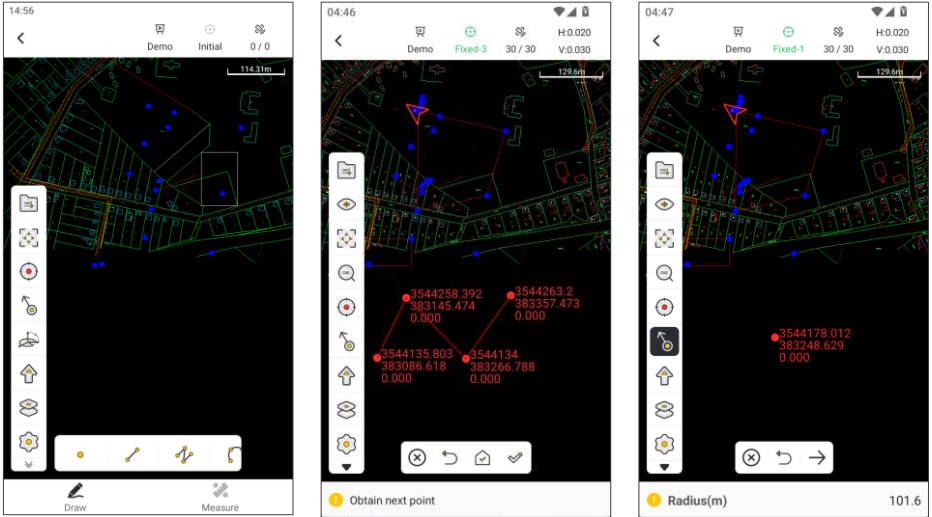 14:56
Demo
Initial
0 / 0
114.31m
CAD
Draw
Measure
04:46
Demo
Fixed-3
30 / 30
H:0.020
V:0.030
129.6m
CAD
3544258.392
383145.474
0.000
3544263.2
383357.473
0.000
3544135.803
383086.618
0.000
3544134
383266.788
0.000
Obtain next point
04:47
Demo
Fixed-1
30 / 30
H:0.020
V:0.030
129.6m
CAD
3544178.012
383248.629
0.000
Radius(m)
101.6